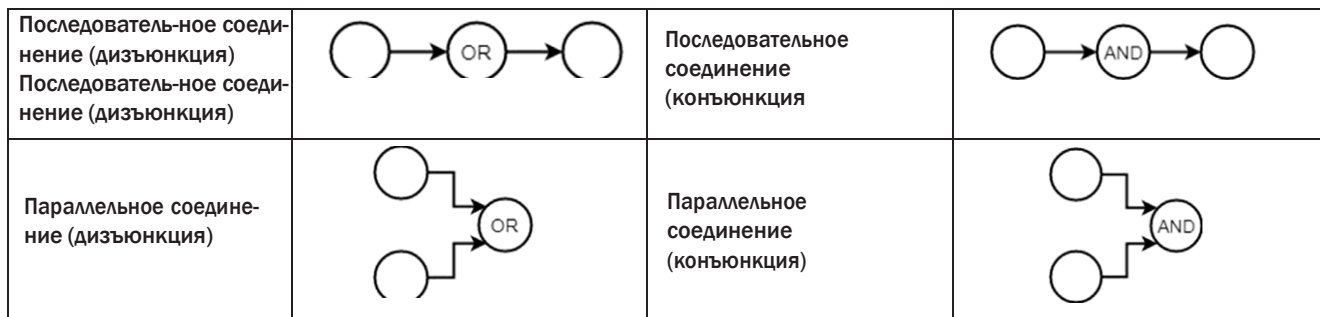 Последователь-ное соеди-
нение (дизъюнкция)
Последователь-ное соеди-
нение (дизъюнкция)
OR
Последовательное
соединение
(конъюнкция
AND
Параллельное соедине-
ние (дизъюнкция)
OR
Параллельное
соединение
(конъюнкция)
AND